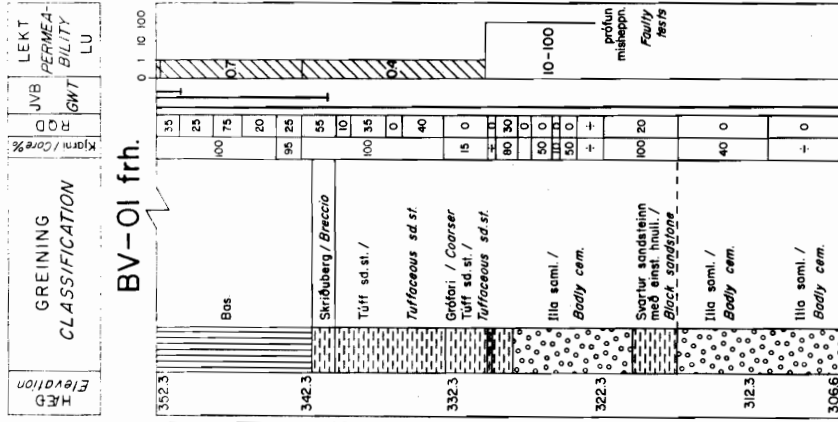 HÆÐ
Elevation
GREINING
CLASSIFICATION
Kjarni / Core %
RQD
JVB
GWT
LEKT
PERMEA-
BILITY
LU
BV-01 frh.
0 1 10 100
352.3
342.3
332.3
322.3
312.3
306.6
Bas.
Skriðuberg / Breccia
Túff sd.st. /
Tuffaceous sd.st.
Grófari / Coarser
Túff sd.st. /
Tuffaceous sd.st.
Illa saml. /
Badly cem.
Svartur sandsteinn
með einst. hnull. /
Black sandstone
Illa saml. /
Badly cem.
Illa saml. /
Badly cem.
100
95
100
15
÷
80
50
10
50
÷
100
40
÷
35
25
75
20
25
55
10
35
0
40
0
0
30
0
0
0
0
÷
20
0
0
0.7
0.4
10-100
prófun
misheppn.
Faulty
tests